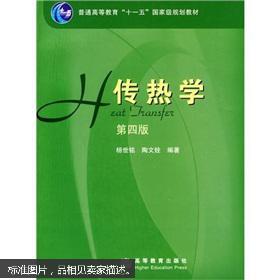 普通高等教育“十一五”国家级规划教材
传热学
Heat Transfer
第四版
杨世铭 陶文铨 编著
高等教育出版社
Higher Education Press